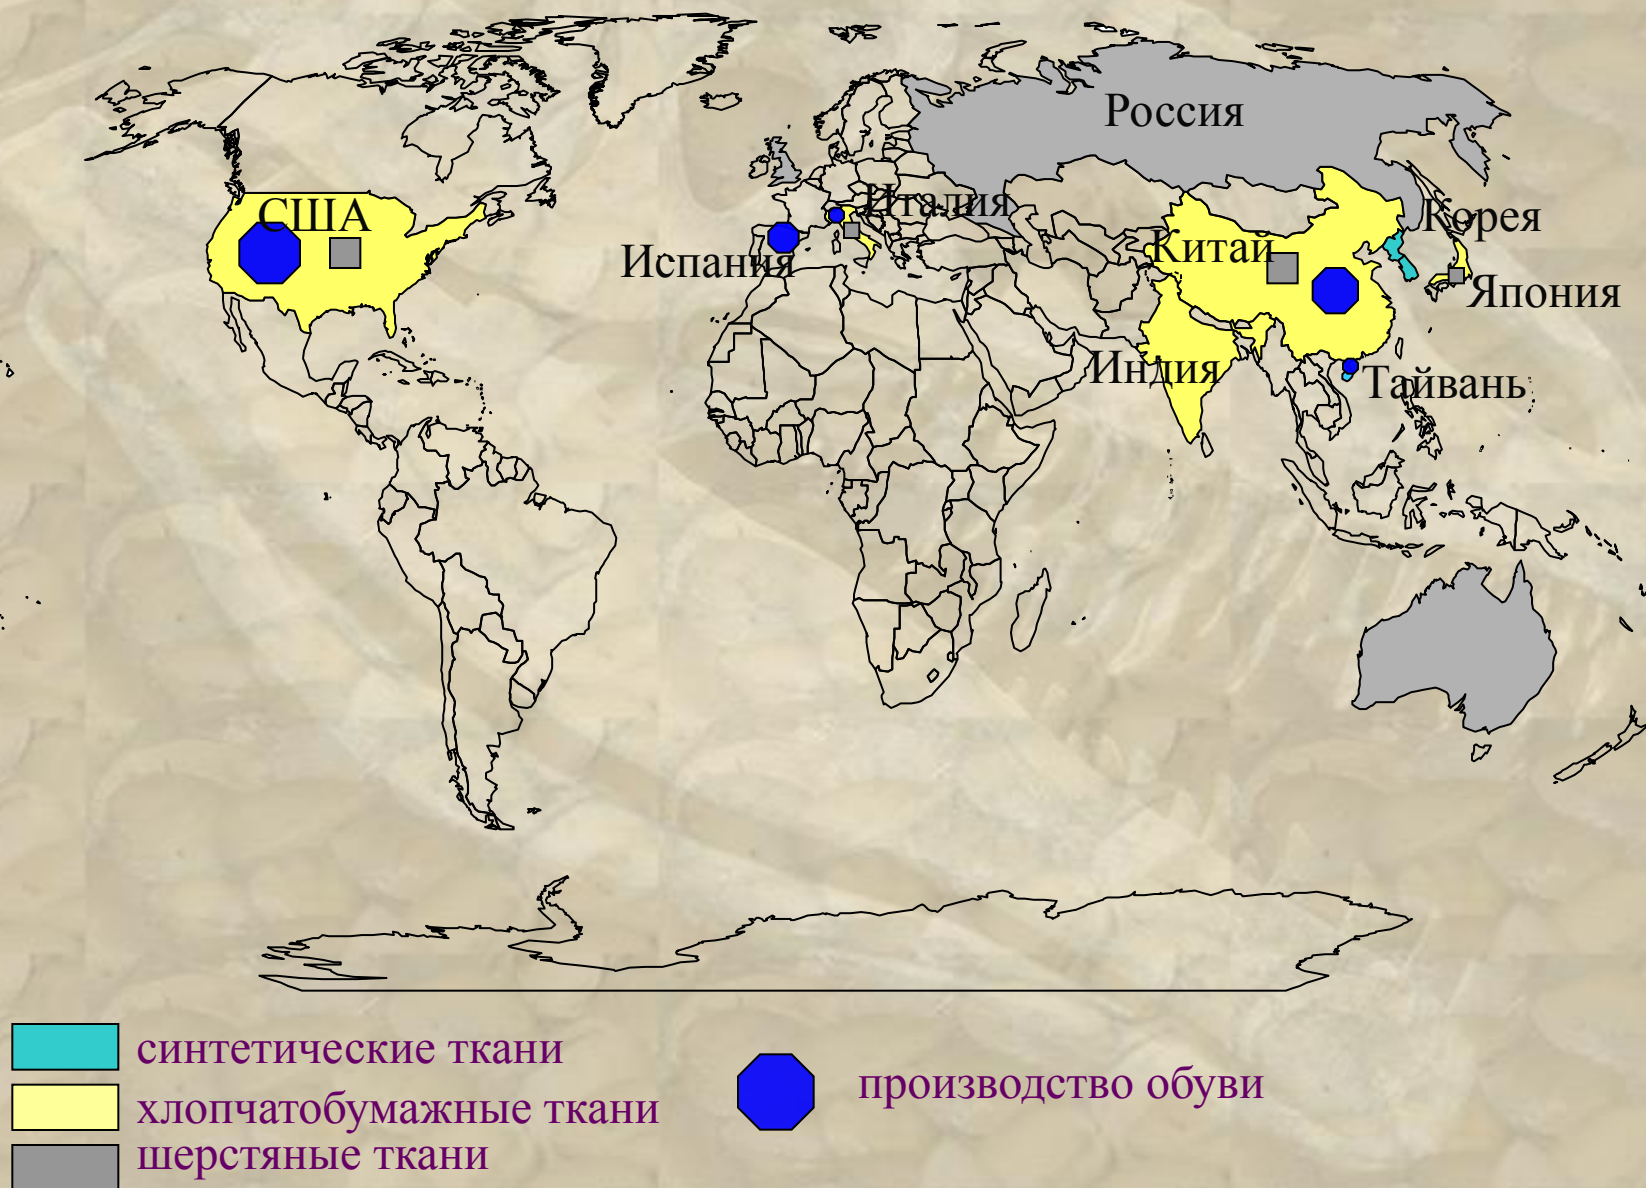 Россия
США
Италия
Корея
Испания
Китай
Япония
Индия
Тайвань
синтетические ткани
хлопчатобумажные ткани
шерстяные ткани
производство обуви